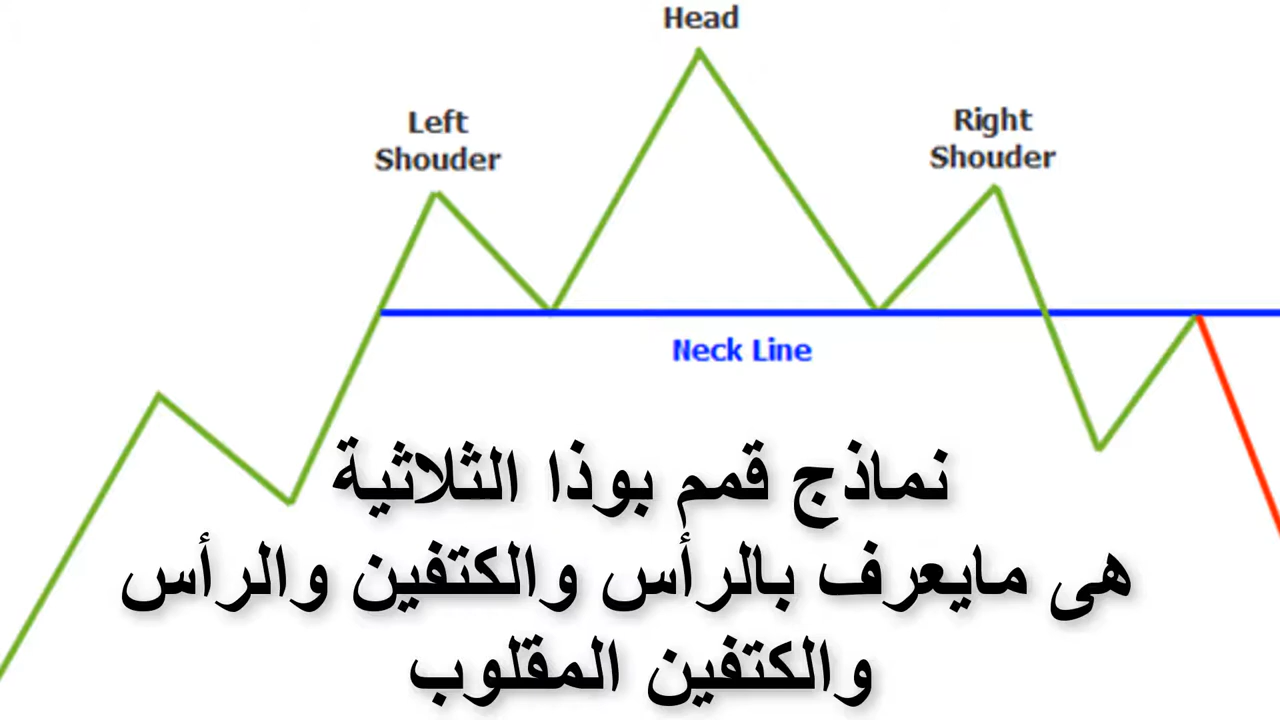 Head
Left
Shouder
Right
Shouder
Neck Line
نماذج قمم بوذا الثلاثية
هى مايعرف بالرأس والكتفين والرأس
والكتفين المقلوب